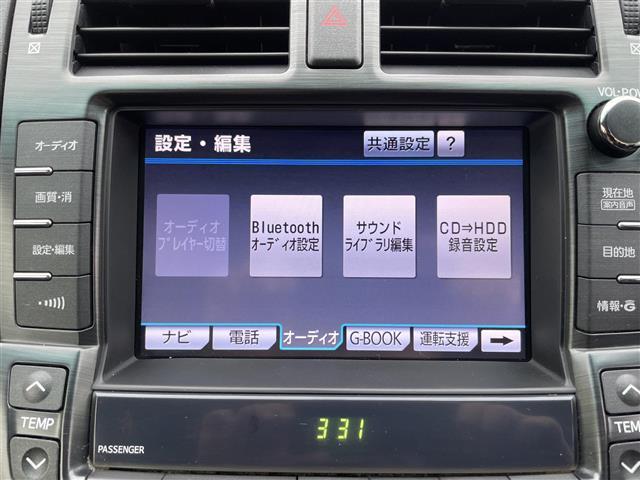 VOL・POW
オーディオ
画質・消
設定・編集
設定・編集
共通設定
?
オーディオ
プレイヤー切替
Bluetooth
オーディオ設定
サウンド
ライブラリ編集
CD⇒HDD
録音設定
ナビ
電話
オーディオ
G-BOOK
運転支援
→
現在地
案内音声
目的地
情報・G
TEMP
PASSENGER
331
TEM